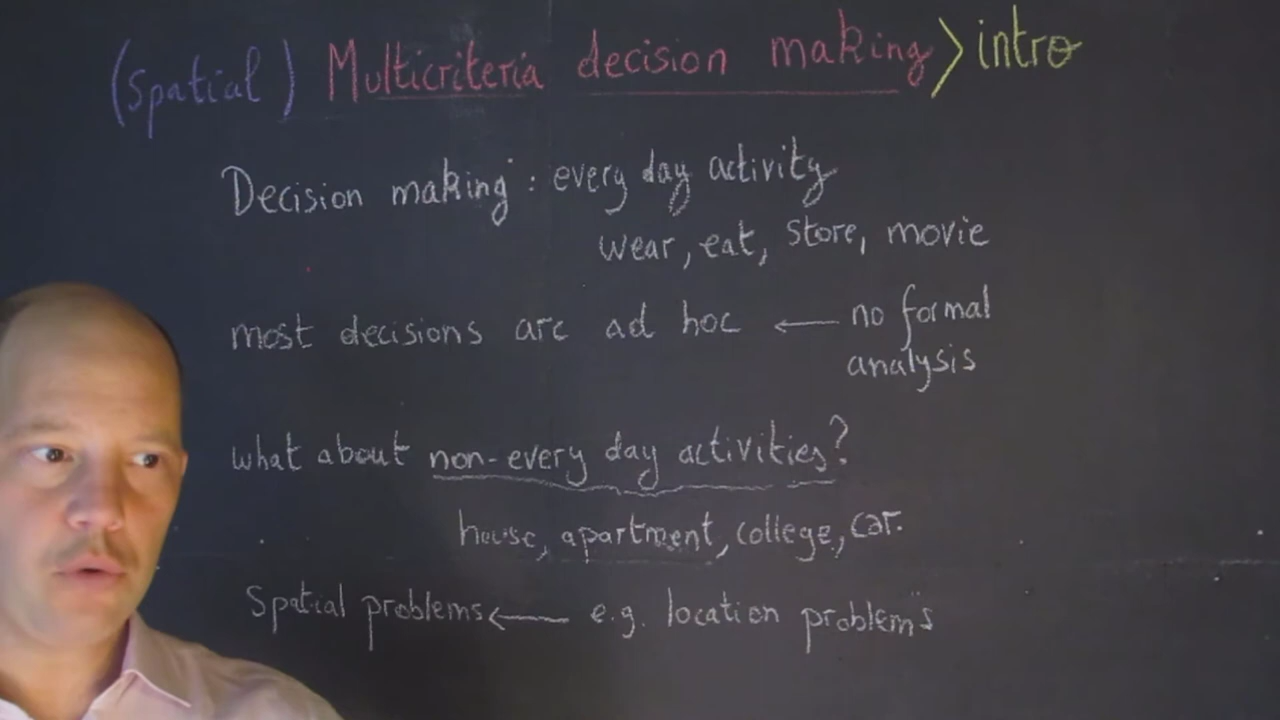 (spatial) Multicriteria decision making > intro
Decision making : every day activity
wear, eat, store, movie
most decisions are ad hoc ← no formal
analysis
what about non-every day activities?
house, apartment, college, car.
Spatial problems ← e.g. location problems